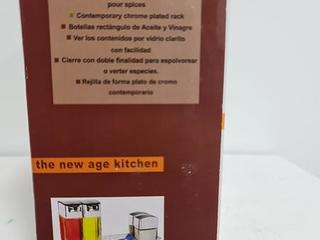 pour spices
■ Contemporary chrome plated rack
■ Botellas rectángulo de Aceite y Vinagre
■ Ver los contenidos por vidrio clarito
con facilidad
■ Cierre con doble finalidad para espolvorear
o verter especies.
■ Rejilla de forma plato de cromo
contemporario
the new age kitchen